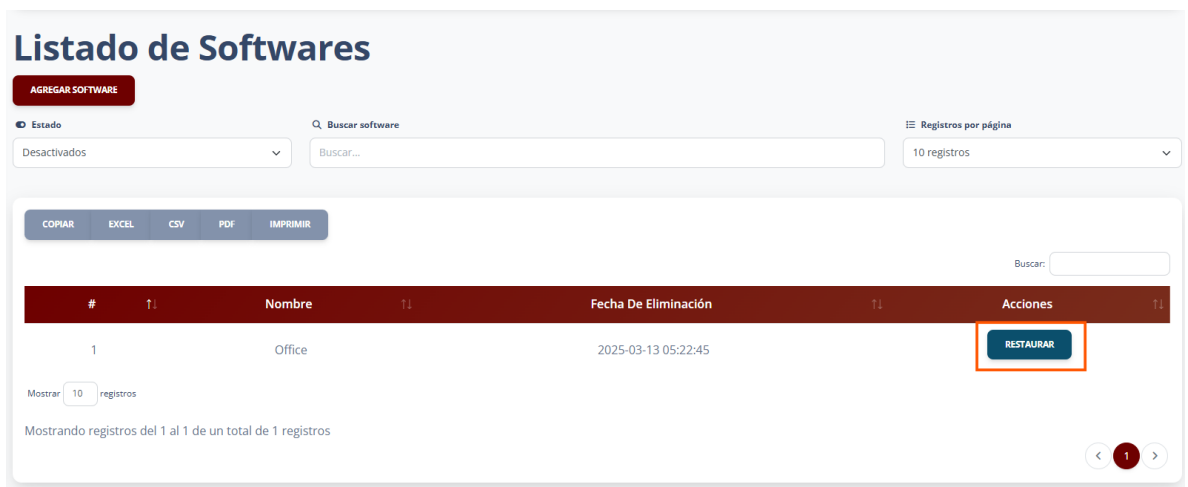 Listado de Softwares
AGREGAR SOFTWARE
Estado Buscar software Registros por página
Desactivados Buscar... 10 registros
COPIAR EXCEL CSV PDF IMPRIMIR
Buscar:
# Nombre Fecha De Eliminación Acciones
1 Office 2025-03-13 05:22:45 RESTAURAR
Mostrar 10 registros
Mostrando registros del 1 al 1 de un total de 1 registros
1